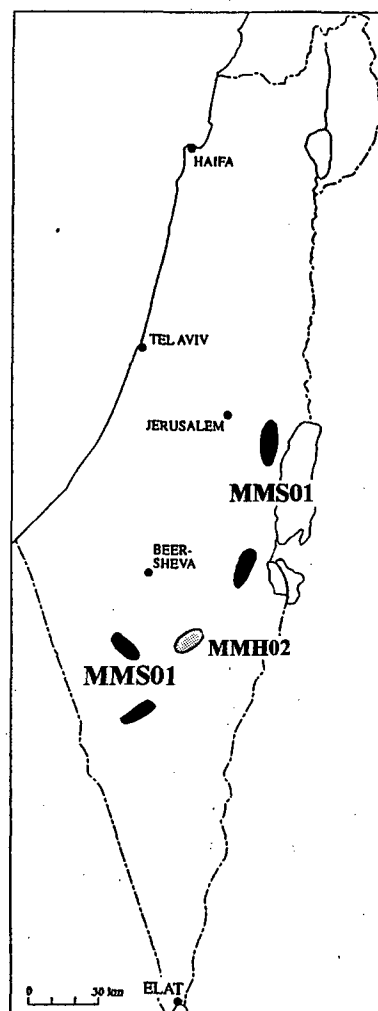 HAIFA
TEL AVIV
JERUSALEM
MMS01
BEER-
SHEVA
MMH02
MMS01
0 30 km
ELAT